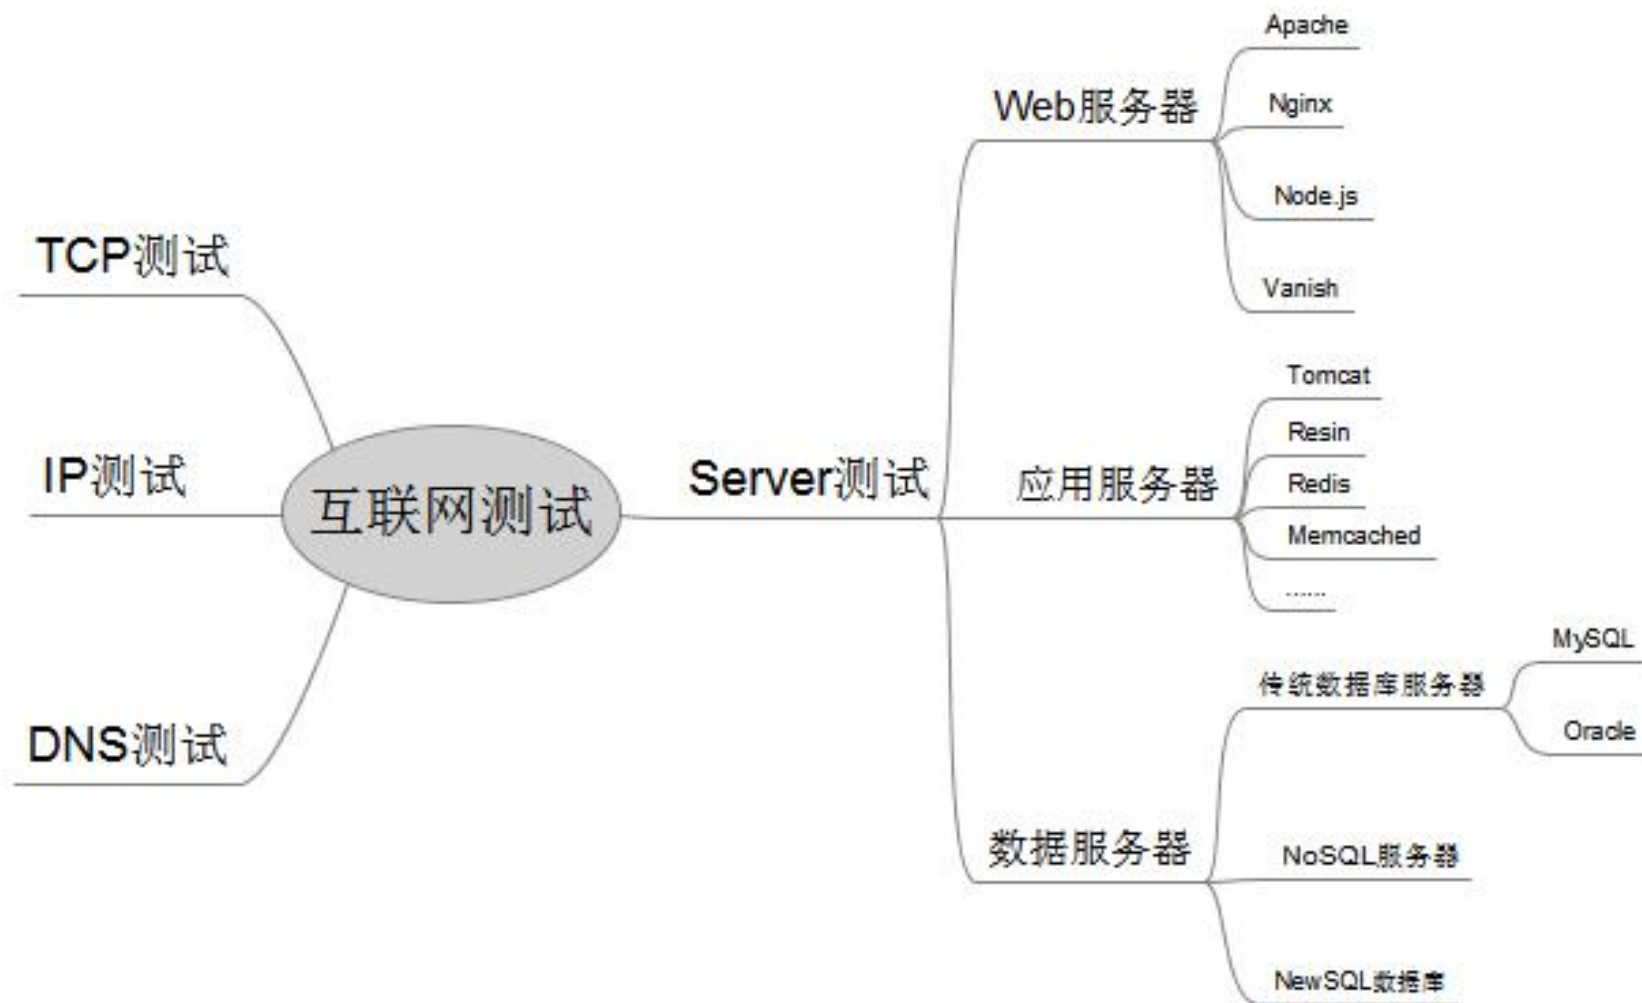 互联网测试
TCP测试
IP测试
DNS测试
Server测试
Web服务器
Apache
Nginx
Node.js
Vanish
应用服务器
Tomcat
Resin
Redis
Memcached
......
数据服务器
传统数据库服务器
MySQL
Oracle
NoSQL服务器
NewSQL数据库